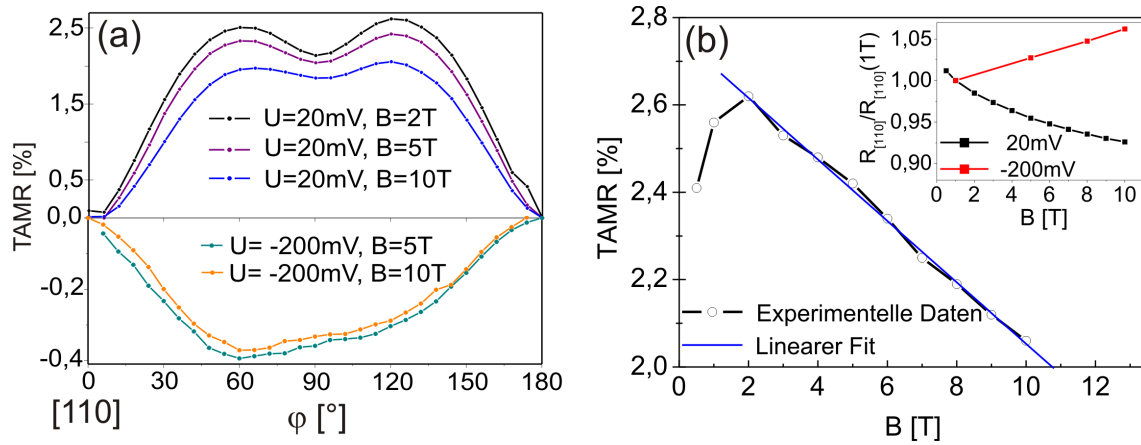 (a)
TAMR [%]
2,5
1,5
0,5
0,0
-0,2
-0,4
U=20mV, B=2T
U=20mV, B=5T
U=20mV, B=10T
U= -200mV, B=5T
U= -200mV, B=10T
0 30 60 90 120 150 180
[110]
φ [°]
(b)
TAMR [%]
2,8
2,6
2,4
2,2
2,0
Experimentelle Daten
Linearer Fit
0 2 4 6 8 10 12
B [T]
R[110]/R[110](1T)
1,05
1,00
0,95
0,90
20mV
-200mV
0 2 4 6 8 10
B [T]